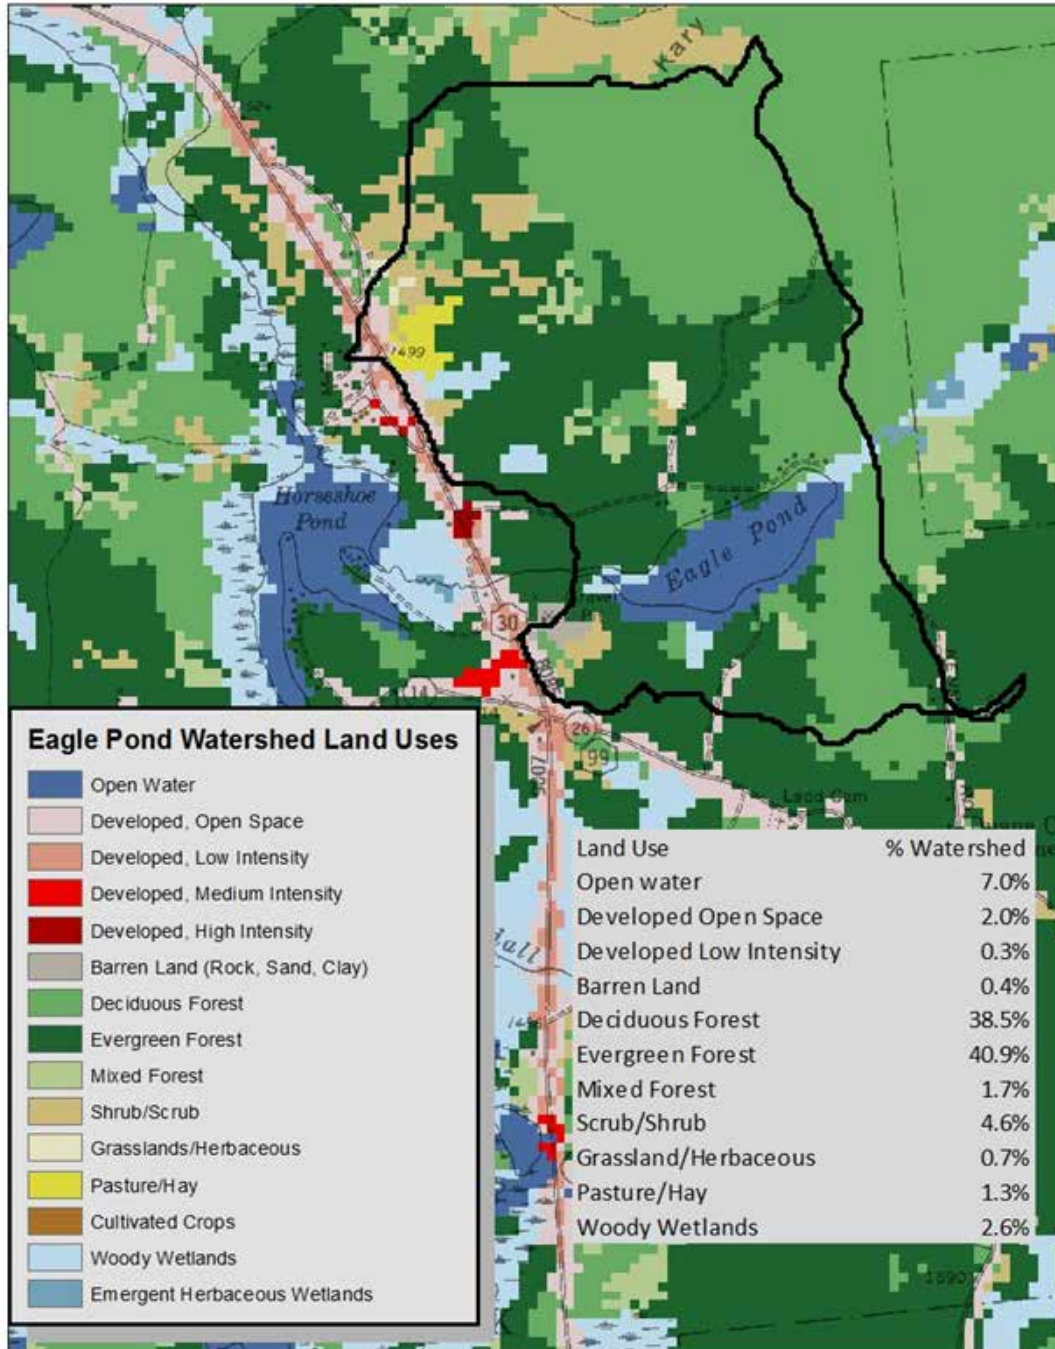 Kary
1524
1499
Horseshoe
Pond
Eagle Pond
30
14
26
99
Eagle Pond Watershed Land Uses
Open Water
Developed, Open Space
Developed, Low Intensity
Developed, Medium Intensity
Developed, High Intensity
Barren Land (Rock, Sand, Clay)
Deciduous Forest
Evergreen Forest
Mixed Forest
Shrub/Scrub
Grasslands/Herbaceous
Pasture/Hay
Cultivated Crops
Woody Wetlands
Emergent Herbaceous Wetlands
Land Use % Watershed
Open water 7.0%
Developed Open Space 2.0%
Developed Low Intensity 0.3%
Barren Land 0.4%
Deciduous Forest 38.5%
Evergreen Forest 40.9%
Mixed Forest 1.7%
Scrub/Shrub 4.6%
Grassland/Herbaceous 0.7%
Pasture/Hay 1.3%
Woody Wetlands 2.6%
1690